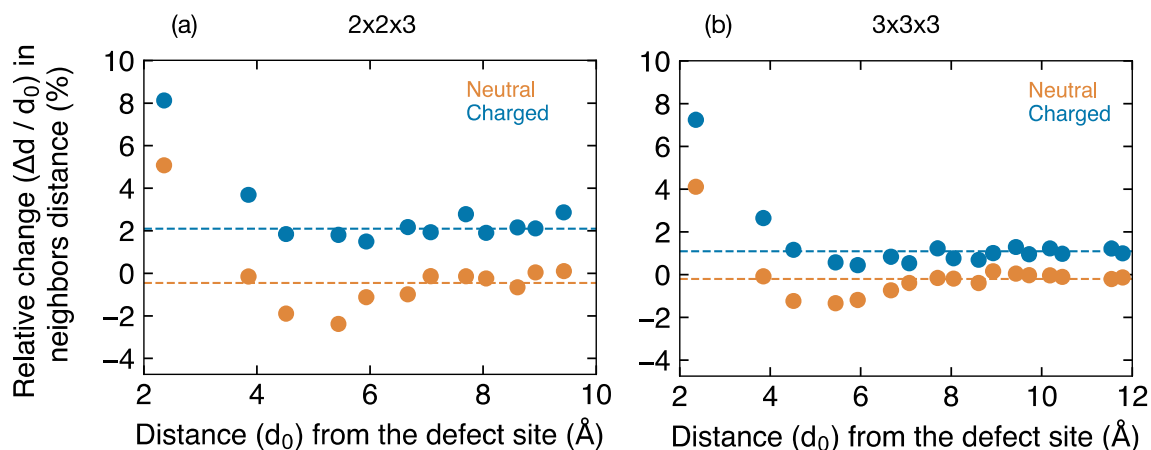 (a) 2x2x3
Relative change (Δd / d₀) in
neighbors distance (%)
10
8
6
4
2
0
−2
−4
Neutral
Charged
2 4 6 8 10
Distance (d₀) from the defect site (Å)
(b) 3x3x3
10
8
6
4
2
0
−2
−4
Neutral
Charged
2 4 6 8 10 12
Distance (d₀) from the defect site (Å)